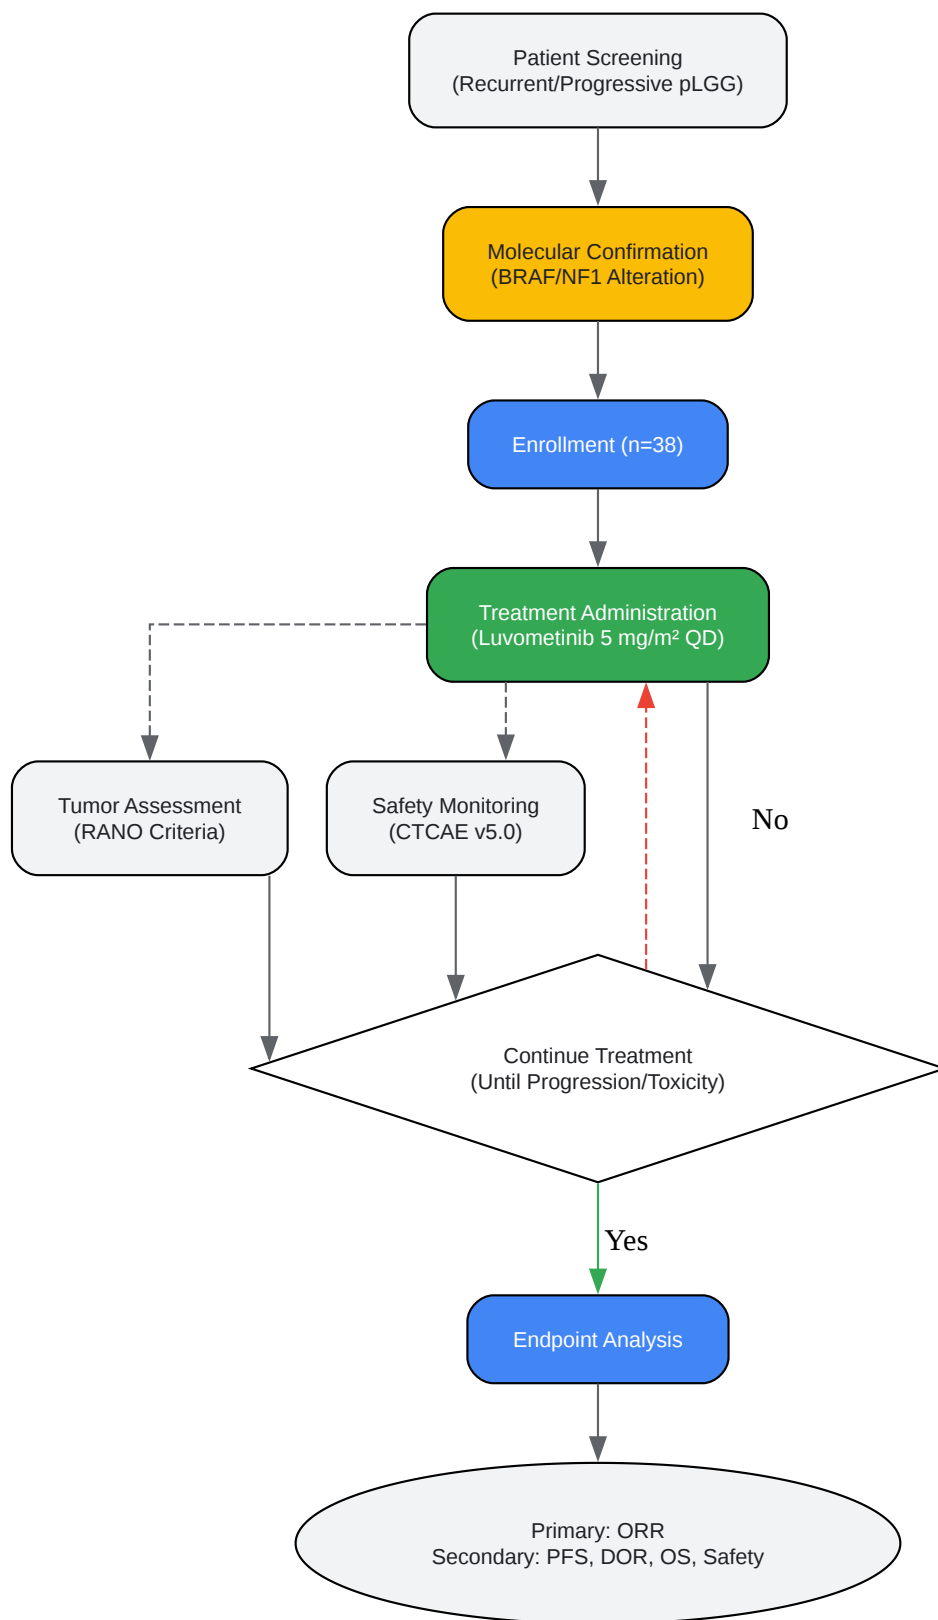 Patient Screening
(Recurrent/Progressive pLGG)
Molecular Confirmation
(BRAF/NF1 Alteration)
Enrollment (n=38)
Treatment Administration
(Luvometinib 5 mg/m² QD)
Tumor Assessment
(RANO Criteria)
Safety Monitoring
(CTCAE v5.0)
No
Continue Treatment
(Until Progression/Toxicity)
Yes
Endpoint Analysis
Primary: ORR
Secondary: PFS, DOR, OS, Safety